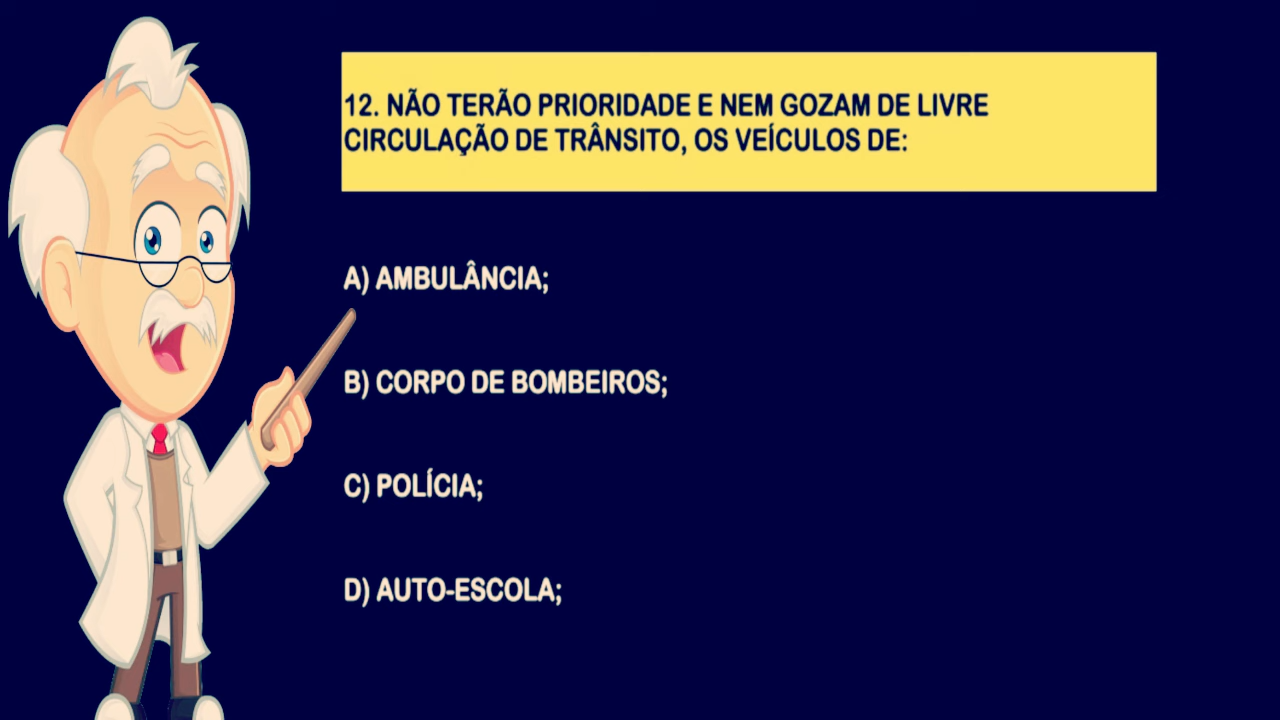 12. NÃO TERÃO PRIORIDADE E NEM GOZAM DE LIVRE
CIRCULAÇÃO DE TRÂNSITO, OS VEÍCULOS DE:
A) AMBULÂNCIA;
B) CORPO DE BOMBEIROS;
C) POLÍCIA;
D) AUTO-ESCOLA;